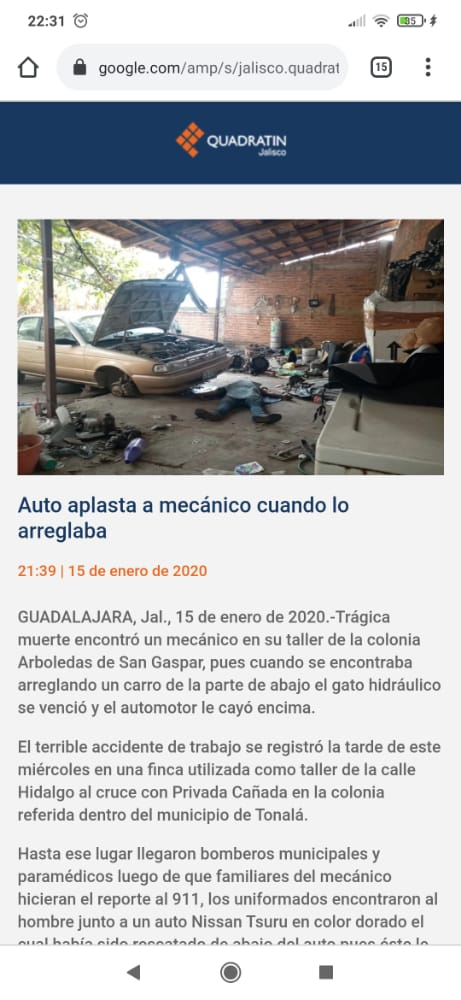 22:31
35
google.com/amp/s/jalisco.quadrat
15
QUADRATIN
Jalisco
Auto aplasta a mecánico cuando lo
arreglaba
21:39 | 15 de enero de 2020
GUADALAJARA, Jal., 15 de enero de 2020.-Trágica
muerte encontró un mecánico en su taller de la colonia
Arboledas de San Gaspar, pues cuando se encontraba
arreglando un carro de la parte de abajo el gato hidráulico
se venció y el automotor le cayó encima.
El terrible accidente de trabajo se registró la tarde de este
miércoles en una finca utilizada como taller de la calle
Hidalgo al cruce con Privada Cañada en la colonia
referida dentro del municipio de Tonalá.
Hasta ese lugar llegaron bomberos municipales y
paramédicos luego de que familiares del mecánico
hicieran el reporte al 911, los uniformados encontraron al
hombre junto a un auto Nissan Tsuru en color dorado el
cual había sido rescatado de abajo del auto pues éste le